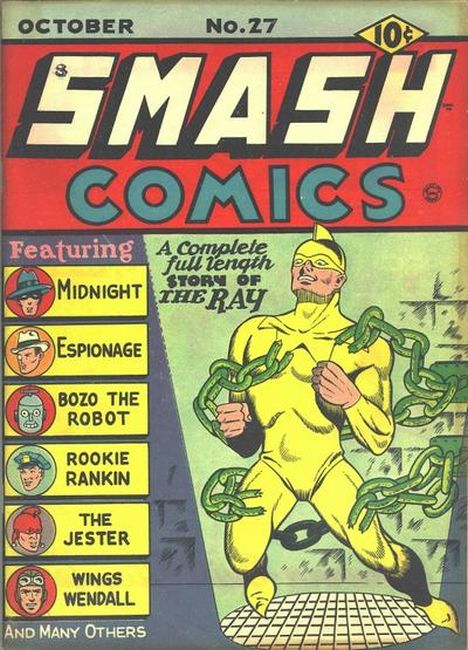 OCTOBER No.27 10¢
SMASH
COMICS
Featuring
MIDNIGHT
ESPIONAGE
BOZO THE
ROBOT
ROOKIE
RANKIN
THE
JESTER
WINGS
WENDALL
AND MANY OTHERS
A Complete
full length
STORY OF
THE RAY